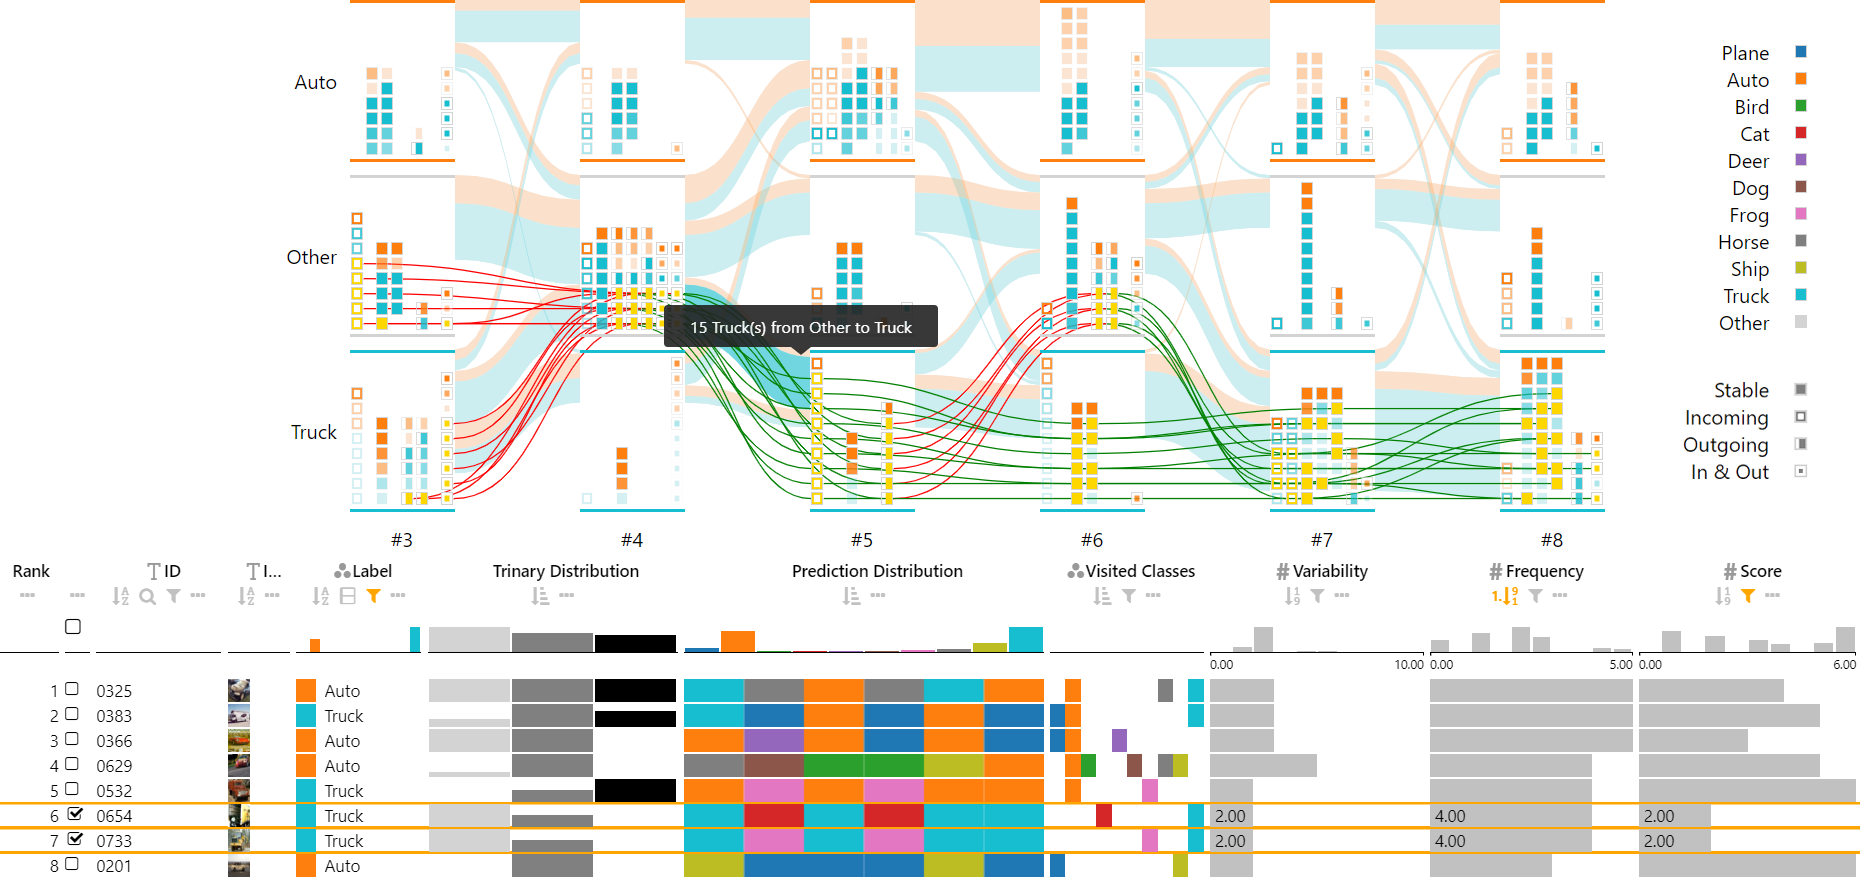 Auto
Other
Truck
15 Truck(s) from Other to Truck
#3 #4 #5 #6 #7 #8
Plane
Auto
Bird
Cat
Deer
Dog
Frog
Horse
Ship
Truck
Other
Stable
Incoming
Outgoing
In & Out
Rank T ID T I... Label Trinary Distribution Prediction Distribution Visited Classes # Variability # Frequency # Score
0.00 10.00 0.00 5.00 0.00 6.00
1 0325 Auto
2 0383 Truck
3 0366 Auto
4 0629 Auto
5 0532 Truck
6 0654 Truck 2.00 4.00 2.00
7 0733 Truck 2.00 4.00 2.00
8 0201 Auto